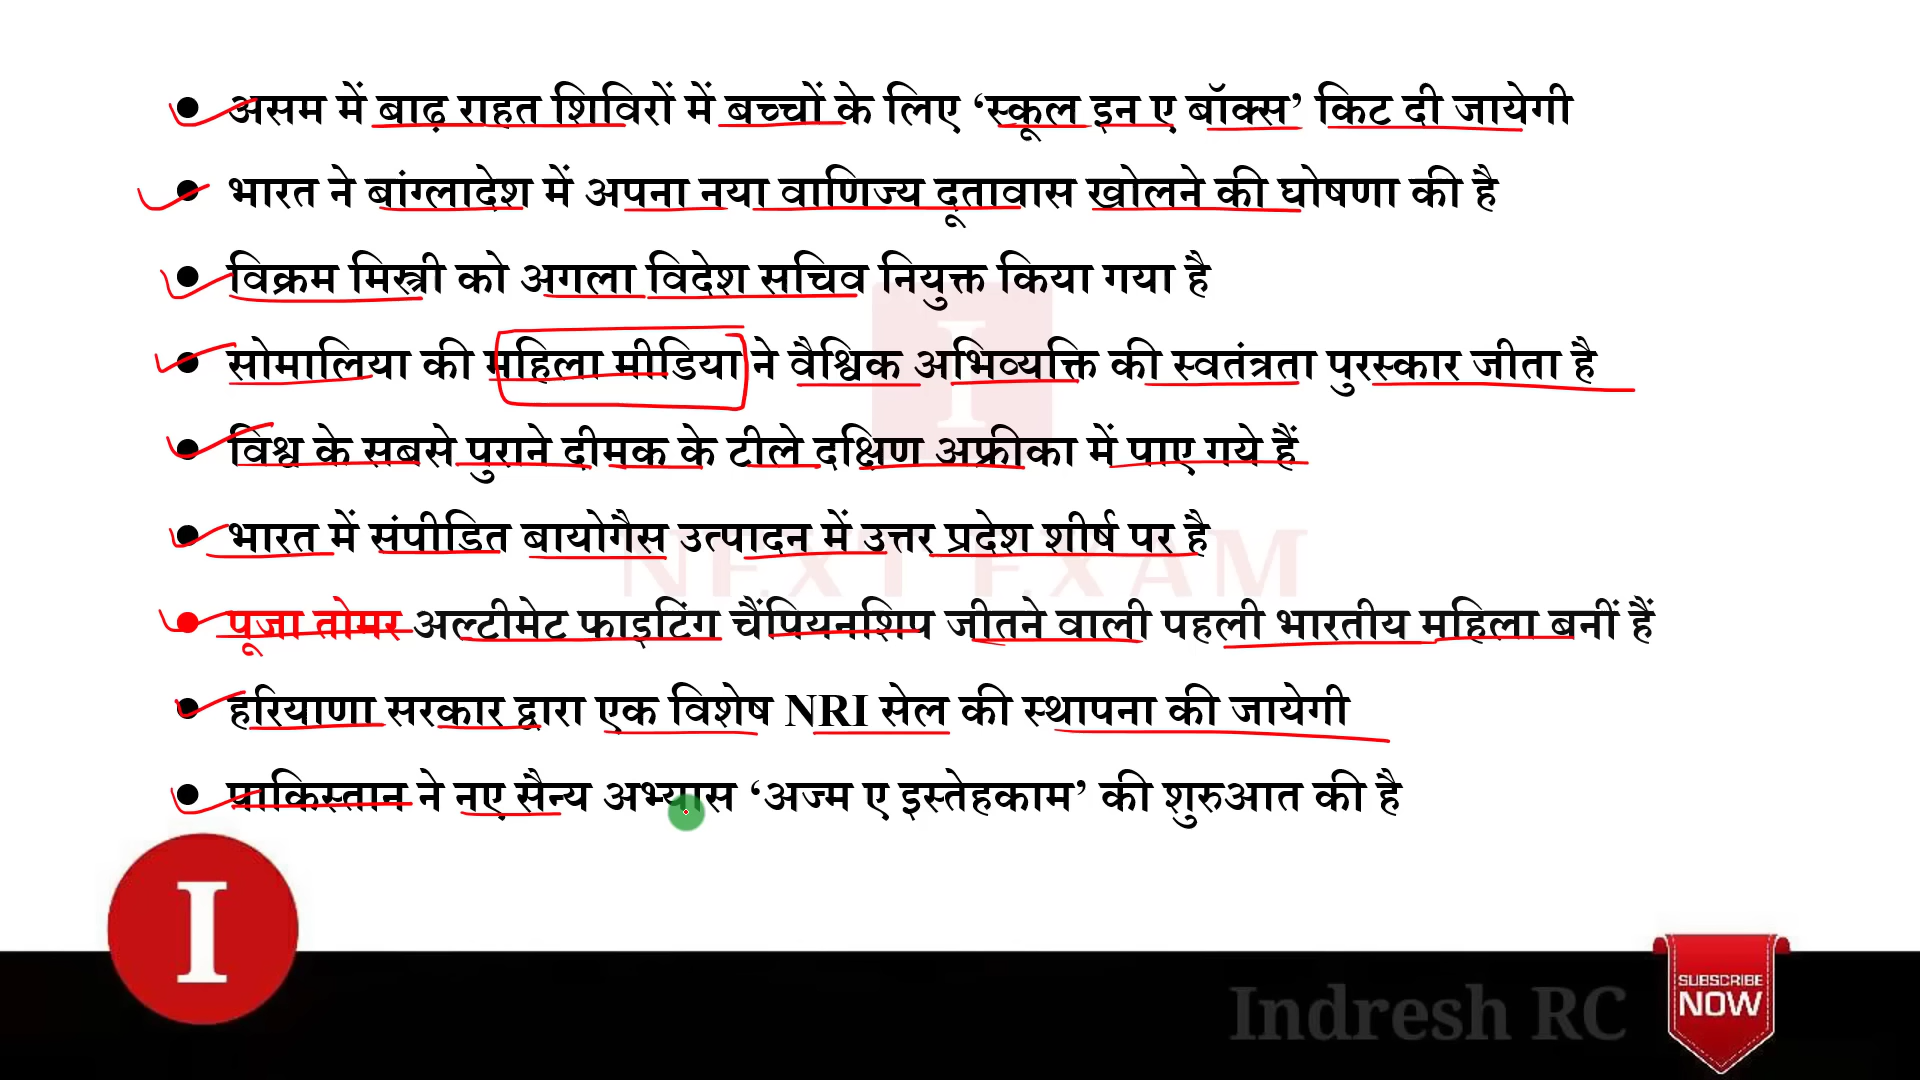 असम में बाढ़ राहत शिविरों में बच्चों के लिए ‘स्कूल इन ए बॉक्स’ किट दी जायेगी
भारत ने बांग्लादेश में अपना नया वाणिज्य दूतावास खोलने की घोषणा की है
विक्रम मिस्त्री को अगला विदेश सचिव नियुक्त किया गया है
सोमालिया की महिला मीडिया ने वैश्विक अभिव्यक्ति की स्वतंत्रता पुरस्कार जीता है
विश्व के सबसे पुराने दीमक के टीले दक्षिण अफ्रीका में पाए गये हैं
भारत में संपीडित बायोगैस उत्पादन में उत्तर प्रदेश शीर्ष पर है
पूजा तोमर अल्टीमेट फाइटिंग चैंपियनशिप जीतने वाली पहली भारतीय महिला बनीं हैं
हरियाणा सरकार द्वारा एक विशेष NRI सेल की स्थापना की जायेगी
पाकिस्तान ने नए सैन्य अभ्यास ‘अज्म ए इस्तेहकाम’ की शुरुआत की है
I
NEXT EXAM
I
Indresh RC
SUBSCRIBE
NOW